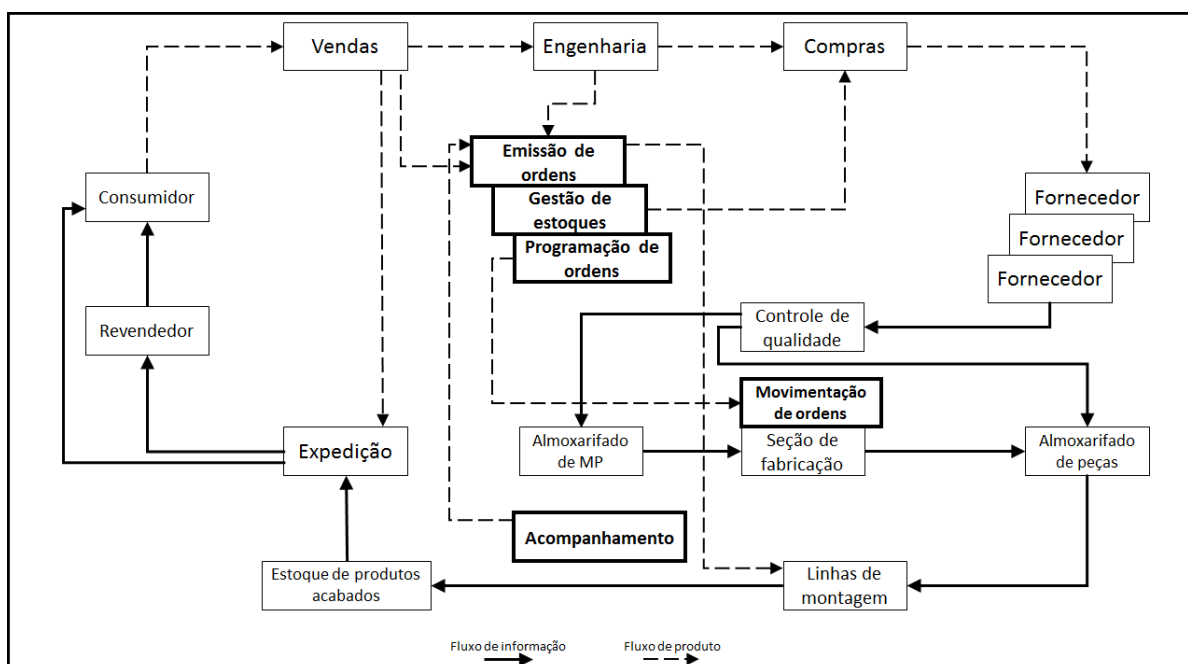 Vendas
Engenharia
Compras
Emissão de
ordens
Gestão de
estoques
Programação de
ordens
Consumidor
Fornecedor
Fornecedor
Fornecedor
Revendedor
Controle de
qualidade
Movimentação
de ordens
Expedição
Almoxarifado
de MP
Seção de
fabricação
Almoxarifado
de peças
Acompanhamento
Estoque de produtos
acabados
Linhas de
montagem
Fluxo de informação
Fluxo de produto